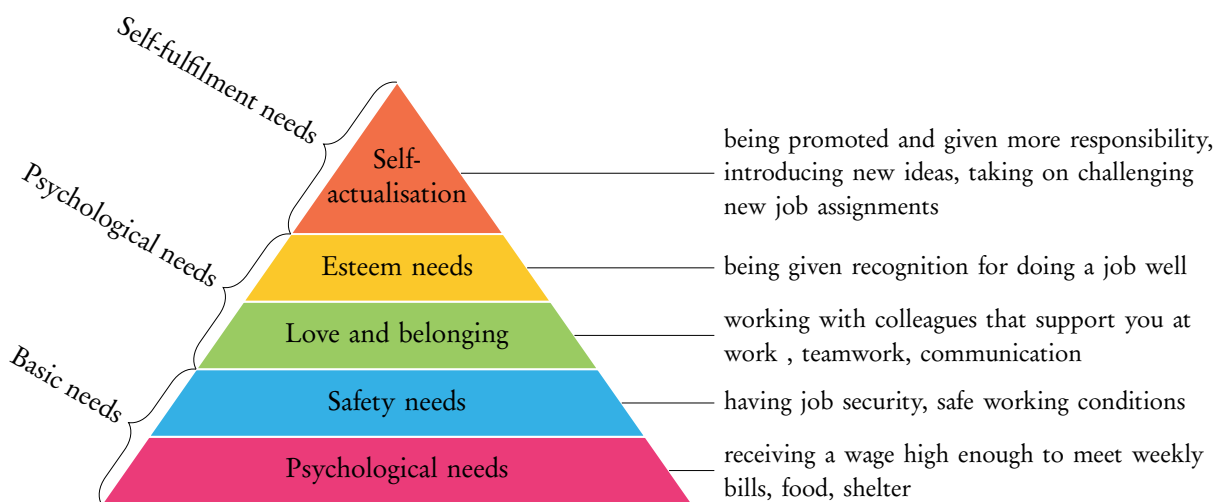 Self-fulfilment needs
Psychological needs
Basic needs
Self-
actualisation
being promoted and given more responsibility,
introducing new ideas, taking on challenging
new job assignments
Esteem needs
being given recognition for doing a job well
Love and belonging
working with colleagues that support you at
work , teamwork, communication
Safety needs
having job security, safe working conditions
Psychological needs
receiving a wage high enough to meet weekly
bills, food, shelter